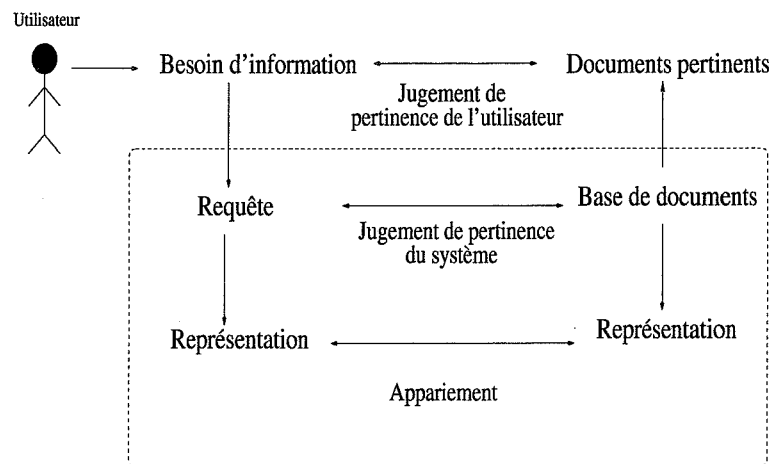 Utilisateur
Besoin d'information
Documents pertinents
Jugement de
pertinence de l'utilisateur
Requête
Base de documents
Jugement de pertinence
du système
Représentation
Représentation
Appariement